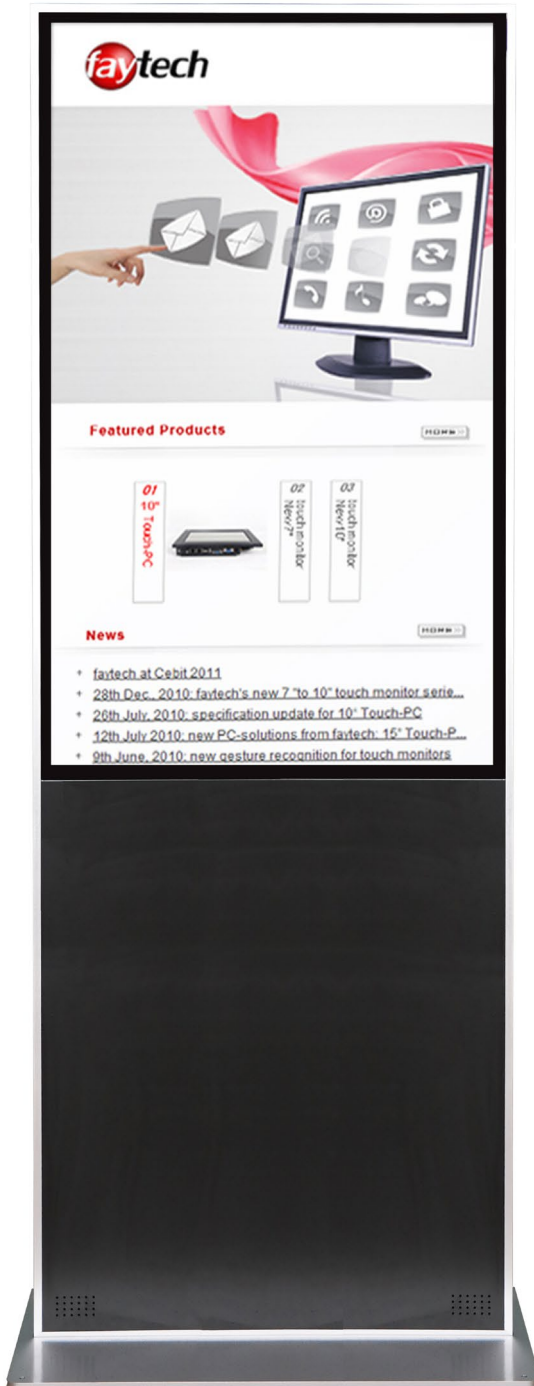 faytech
Featured Products
MORE
01
10" Touch-PC
02
touch monitor
New7"
03
touch monitor
New10"
News
MORE
faytech at Cebit 2011
28th Dec., 2010: faytech's new 7 "to 10" touch monitor serie...
26th July, 2010: specification update for 10" Touch-PC
12th July 2010: new PC-solutions from faytech: 15" Touch-P...
9th June, 2010: new gesture recognition for touch monitors